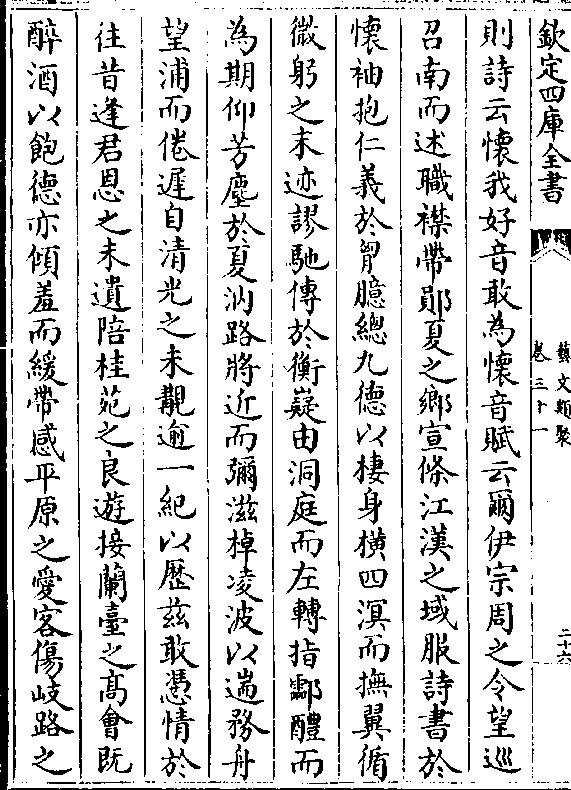 欽定四庫全書
藝文類聚
卷三十一
二十六
則詩云懷我好音敢為懷音賦云爾伊宗周之令望巡
召南而述職襟帶鄖夏之鄉宣條江漢之域服詩書於
懷袖抱仁義於胷臆總九德以棲身橫四溟而撫翼循
微躬之末迹謬馳傳於衡嶷由洞庭而左轉指酃醴而
為期仰芳塵於夏汭路將近而彌滋棹凌波以遄務舟
望浦而倦遲自清光之未覯逾一紀以歷茲敢憑情於
往昔逢君恩之未遺陪桂苑之良遊接蘭臺之高會既
醉酒以飽德亦傾羞而緩帶感平原之愛客傷岐路之